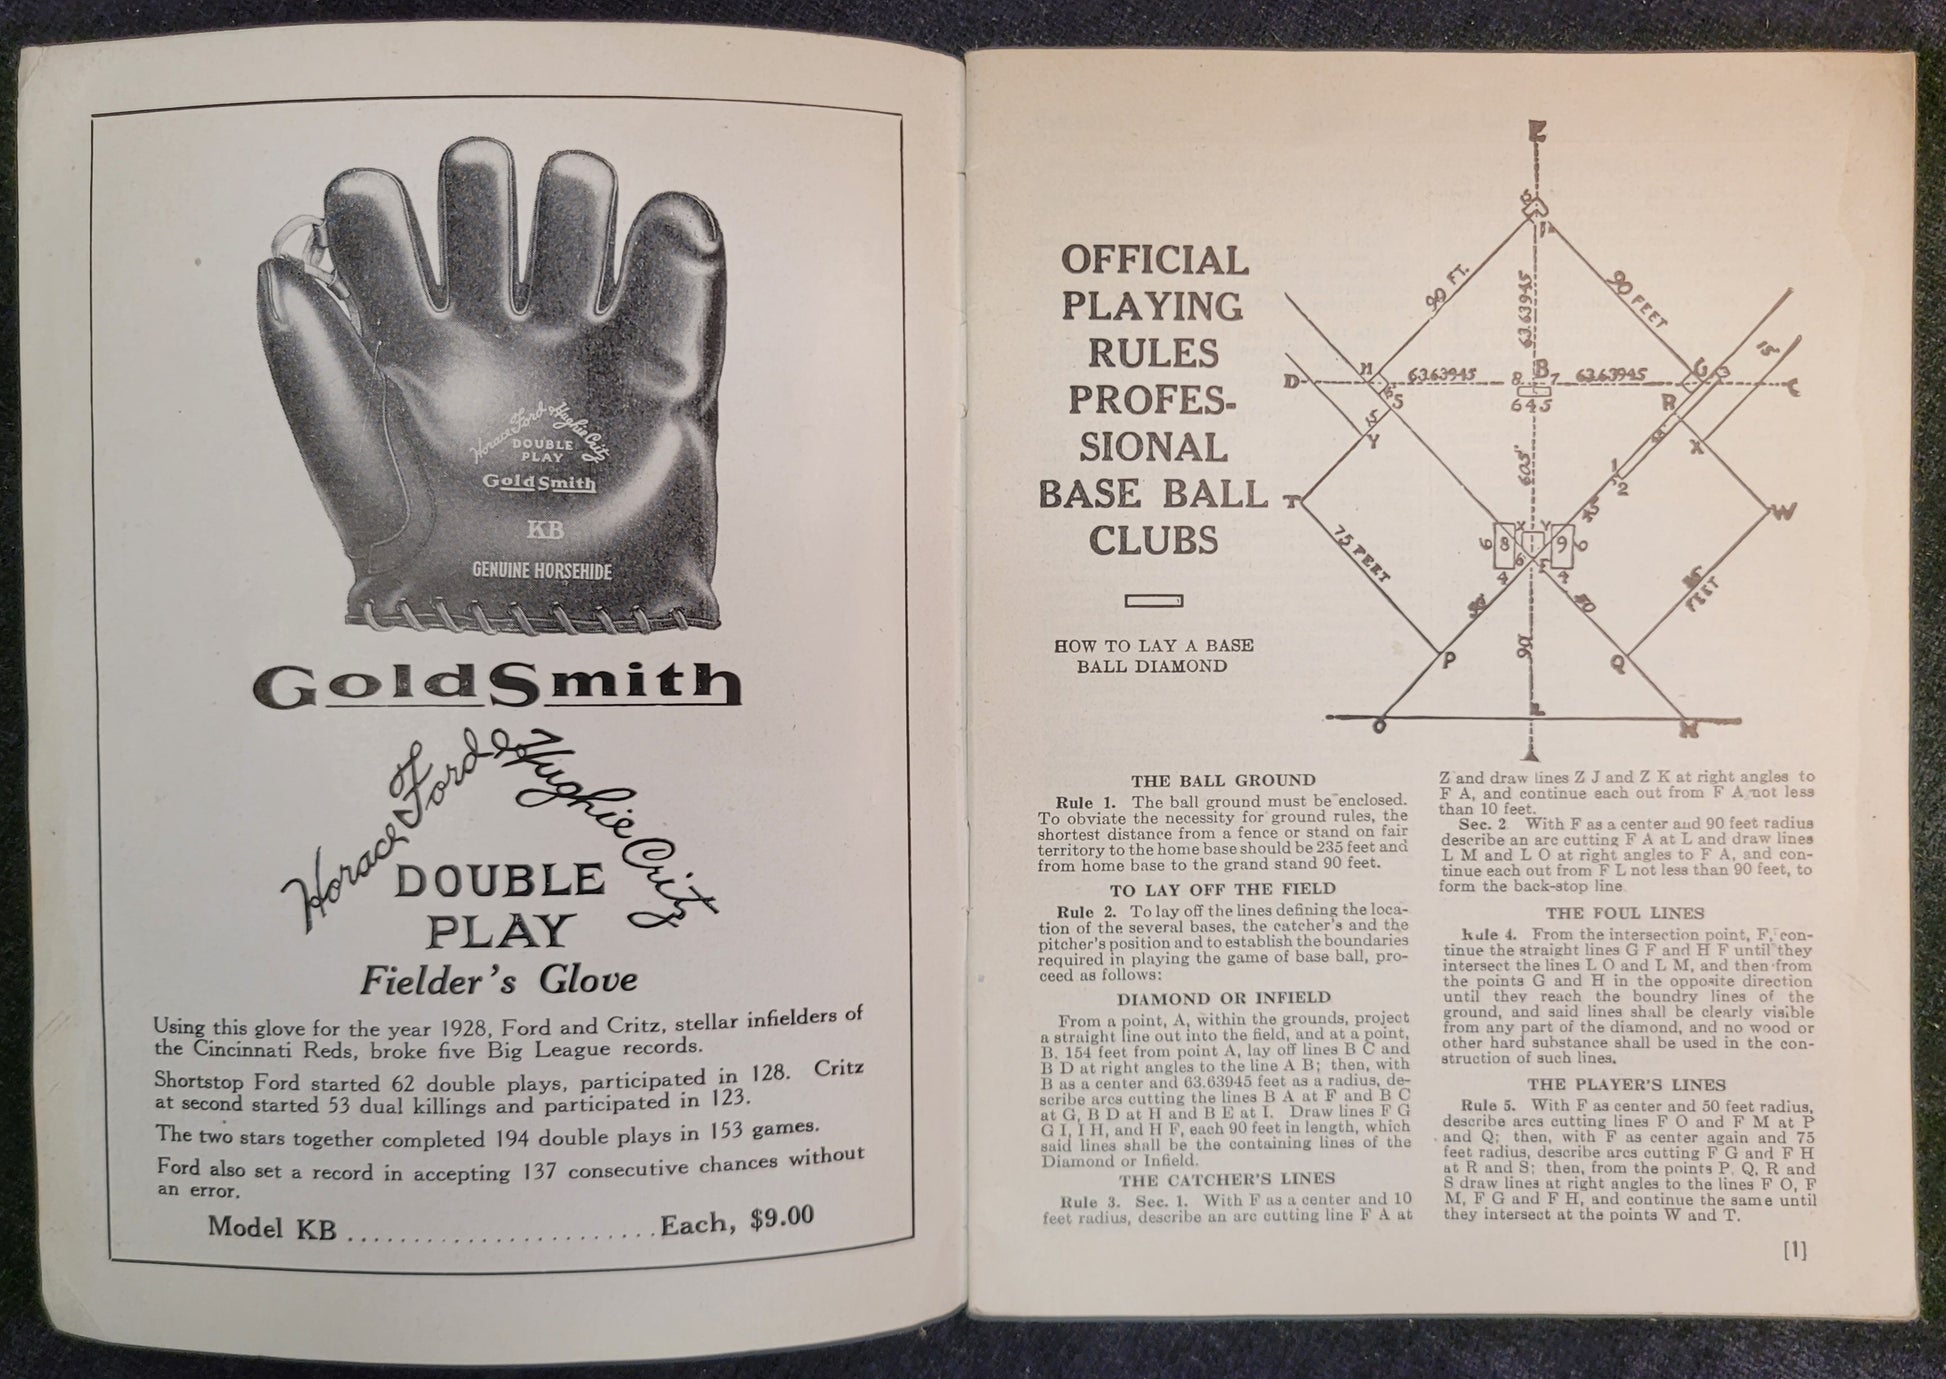 Horace Ford & Hughie Critz
DOUBLE
PLAY
GoldSmith
KB
GENUINE HORSEHIDE
GoldSmith
Horace Ford & Hughie Critz
DOUBLE
PLAY
Fielder's Glove
Using this glove for the year 1928, Ford and Critz, stellar infielders of
the Cincinnati Reds, broke five Big League records.
Shortstop Ford started 62 double plays, participated in 128. Critz
at second started 53 dual killings and participated in 123.
The two stars together completed 194 double plays in 153 games.
Ford also set a record in accepting 137 consecutive chances without
an error.
Model KB ........................ Each, $9.00
OFFICIAL
PLAYING
RULES
PROFES-
SIONAL
BASE BALL
CLUBS
HOW TO LAY A BASE
BALL DIAMOND
E
90 FT.
63.63945
90 FEET
15
D
H
63.63945
8
B
7
63.63945
G
3
C
S
645
R
15
Y
X
60.5'
1
2
T
45
W
75 FEET
X
Y
6
8
9
6
6
F
4
4
50'
50
FEET
90
P
Q
L
O
M
A
THE BALL GROUND
Rule 1. The ball ground must be enclosed.
To obviate the necessity for ground rules, the
shortest distance from a fence or stand on fair
territory to the home base should be 235 feet and
from home base to the grand stand 90 feet.
TO LAY OFF THE FIELD
Rule 2. To lay off the lines defining the loca-
tion of the several bases, the catcher's and the
pitcher's position and to establish the boundaries
required in playing the game of base ball, pro-
ceed as follows:
DIAMOND OR INFIELD
From a point, A, within the grounds, project
a straight line out into the field, and at a point,
B, 154 feet from point A, lay off lines B C and
B D at right angles to the line A B; then, with
B as a center and 63.63945 feet as a radius, de-
scribe arcs cutting the lines B A at F and B C
at G, B D at H and B E at I. Draw lines F G
G I, I H, and H F, each 90 feet in length, which
said lines shall be the containing lines of the
Diamond or Infield.
THE CATCHER'S LINES
Rule 3. Sec. 1. With F as a center and 10
feet radius, describe an arc cutting line F A at
Z and draw lines Z J and Z K at right angles to
F A, and continue each out from F A not less
than 10 feet.
Sec. 2 With F as a center and 90 feet radius
describe an arc cutting F A at L and draw lines
L M and L O at right angles to F A, and con-
tinue each out from F L not less than 90 feet, to
form the back-stop line
THE FOUL LINES
Rule 4. From the intersection point, F, con-
tinue the straight lines G F and H F until they
intersect the lines L O and L M, and then from
the points G and H in the opposite direction
until they reach the boundry lines of the
ground, and said lines shall be clearly visible
from any part of the diamond, and no wood or
other hard substance shall be used in the con-
struction of such lines.
THE PLAYER'S LINES
Rule 5. With F as center and 50 feet radius,
describe arcs cutting lines F O and F M at P
and Q; then, with F as center again and 75
feet radius, describe arcs cutting F G and F H
at R and S; then, from the points P, Q, R and
S draw lines at right angles to the lines F O, F
M, F G and F H, and continue the same until
they intersect at the points W and T.
[1]